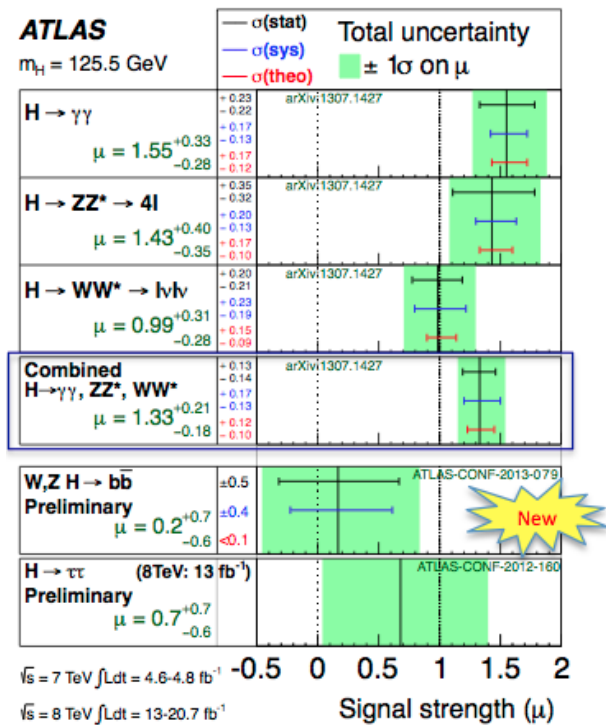 ATLAS
m_H = 125.5 GeV
σ(stat)
σ(sys)
σ(theo)
Total uncertainty
± 1σ on μ
H → γγ
μ = 1.55 +0.33 −0.28
+ 0.23
- 0.22
+ 0.17
- 0.13
+ 0.17
- 0.12
arXiv:1307.1427
H → ZZ* → 4l
μ = 1.43 +0.40 −0.35
+ 0.35
- 0.32
+ 0.20
- 0.13
+ 0.17
- 0.10
arXiv:1307.1427
H → WW* → lνlν
μ = 0.99 +0.31 −0.28
+ 0.20
- 0.21
+ 0.23
- 0.19
+ 0.15
- 0.09
arXiv:1307.1427
Combined
H→γγ, ZZ*, WW*
μ = 1.33 +0.21 −0.18
+ 0.13
- 0.14
+ 0.17
- 0.13
+ 0.12
- 0.10
arXiv:1307.1427
W,Z H → bb̄
Preliminary
μ = 0.2 +0.7 −0.6
±0.5
±0.4
<0.1
ATLAS-CONF-2013-079
New
H → ττ (8TeV: 13 fb⁻¹)
Preliminary
μ = 0.7 +0.7 −0.6
ATLAS-CONF-2012-160
-0.5 0 0.5 1 1.5 2
√s = 7 TeV ∫Ldt = 4.6-4.8 fb⁻¹
√s = 8 TeV ∫Ldt = 13-20.7 fb⁻¹
Signal strength (μ)